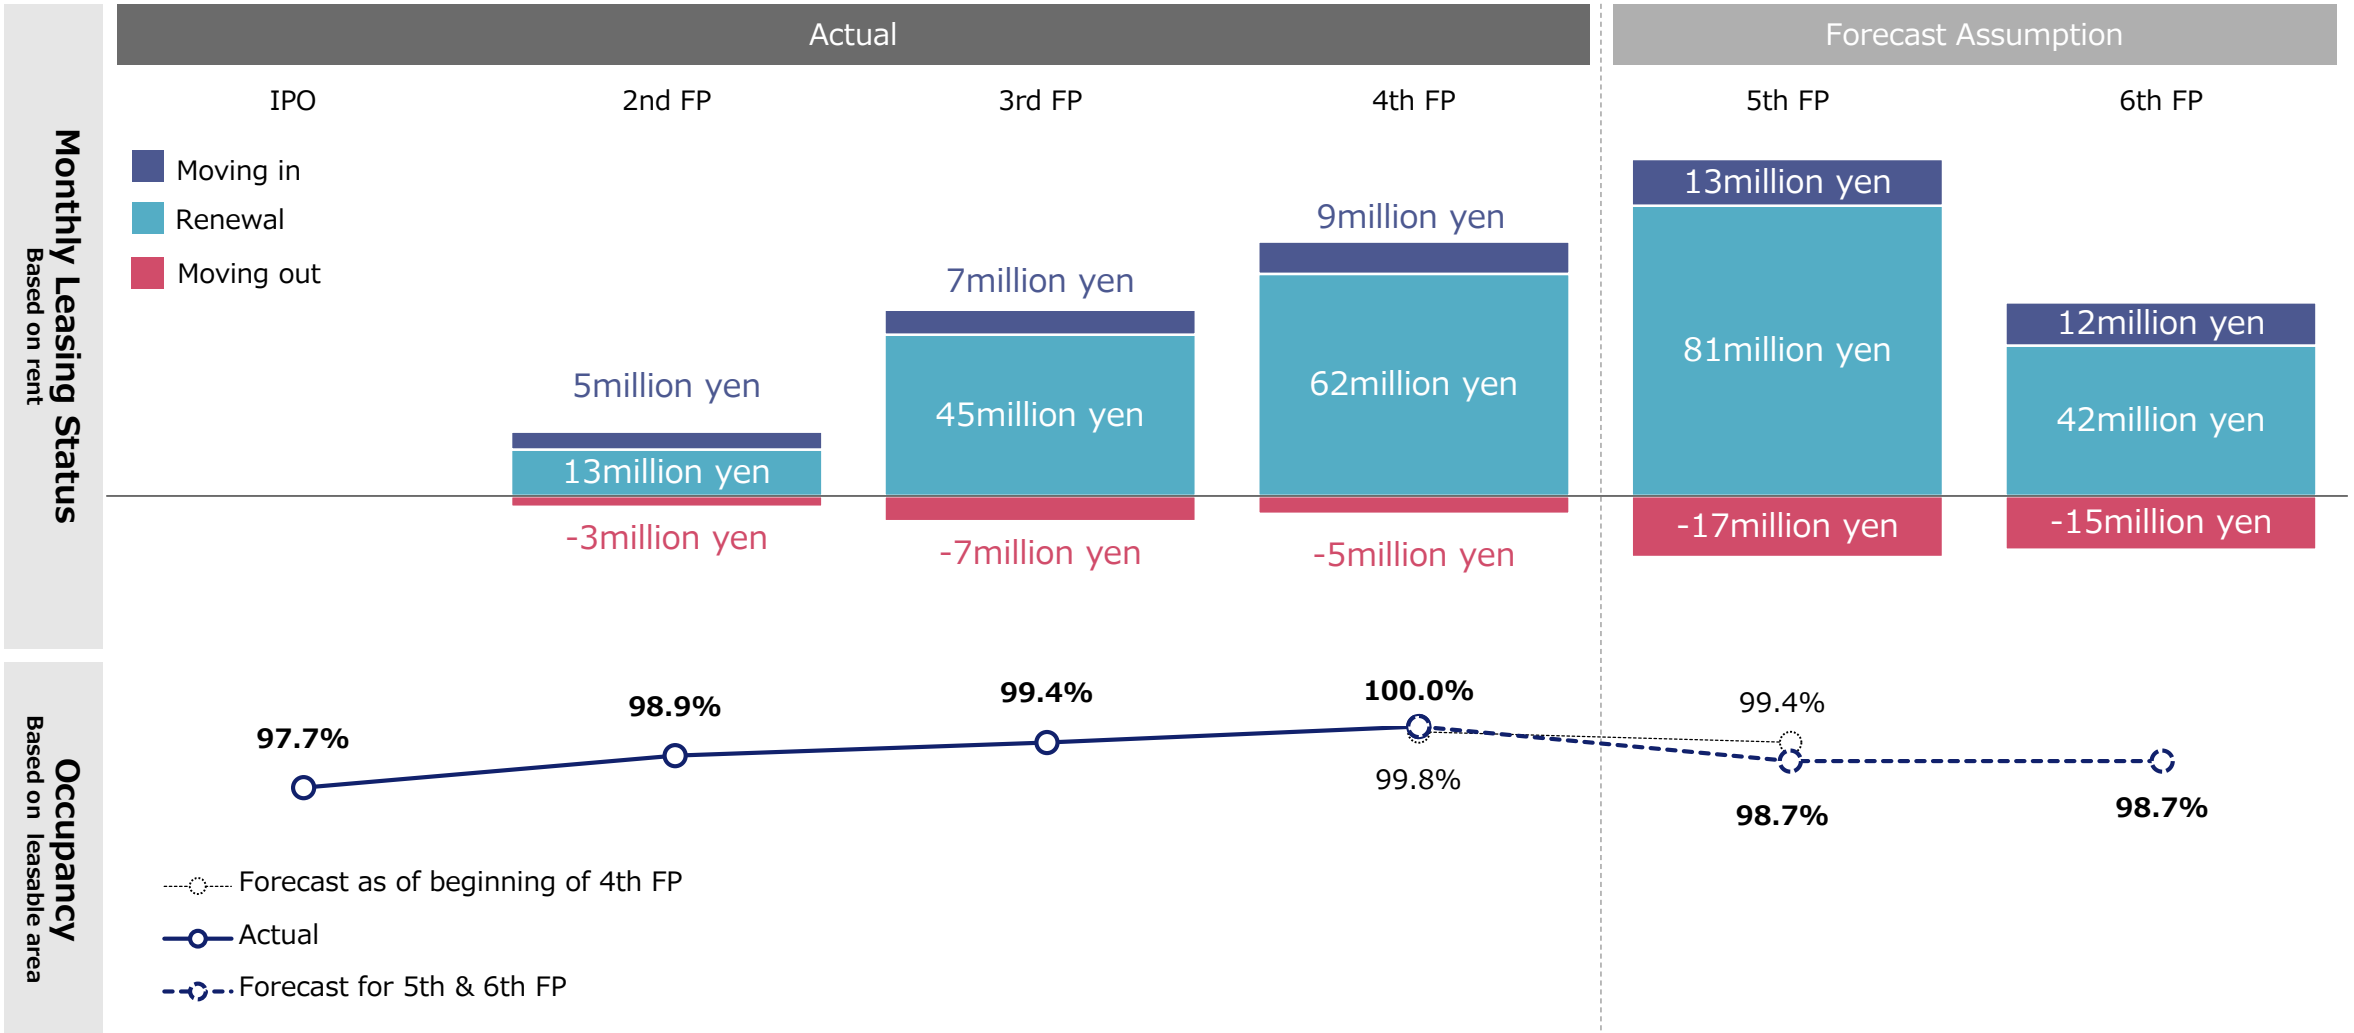 Actual
Forecast Assumption
IPO
2nd FP
3rd FP
4th FP
5th FP
6th FP
Monthly Leasing Status
Based on rent
Moving in
Renewal
Moving out
5million yen
13million yen
-3million yen
7million yen
45million yen
-7million yen
9million yen
62million yen
-5million yen
13million yen
81million yen
-17million yen
12million yen
42million yen
-15million yen
Occupancy
Based on leasable area
97.7%
98.9%
99.4%
100.0%
99.8%
99.4%
98.7%
98.7%
Forecast as of beginning of 4th FP
Actual
Forecast for 5th & 6th FP